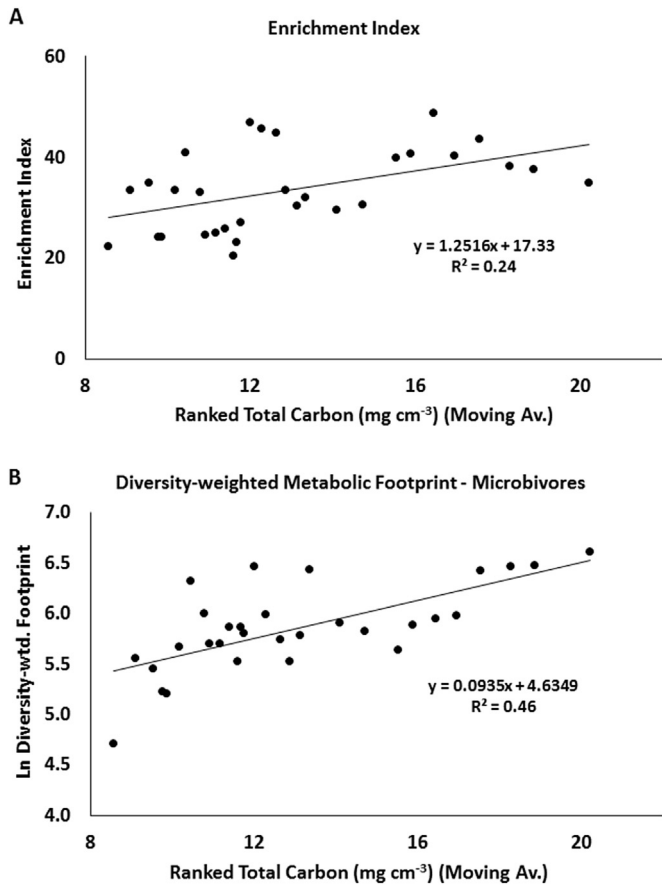 A
Enrichment Index
60
40
20
0
Enrichment Index
y = 1.2516x + 17.33
R² = 0.24
8 12 16 20
Ranked Total Carbon (mg cm⁻³) (Moving Av.)
B
Diversity-weighted Metabolic Footprint - Microbivores
7.0
6.5
6.0
5.5
5.0
4.5
4.0
Ln Diversity-wtd. Footprint
y = 0.0935x + 4.6349
R² = 0.46
8 12 16 20
Ranked Total Carbon (mg cm⁻³) (Moving Av.)